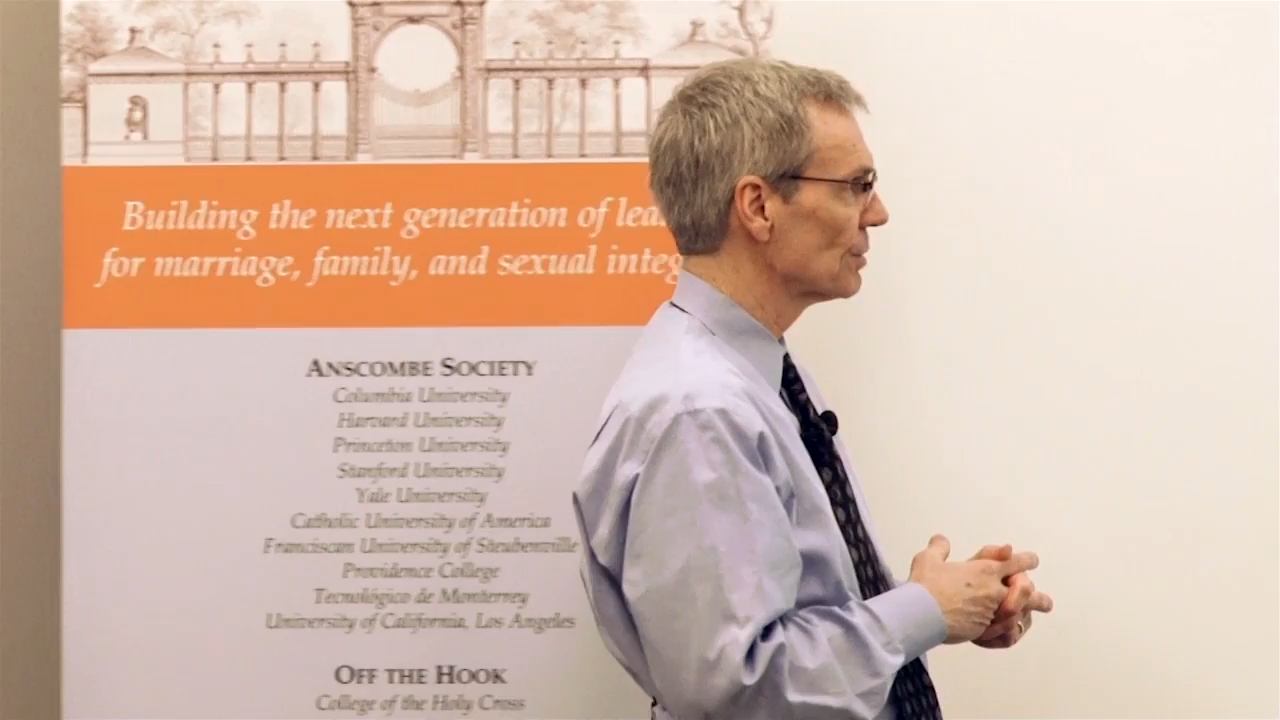 Building the next generation of lea
for marriage, family, and sexual integ
ANSCOMBE SOCIETY
Columbia University
Harvard University
Princeton University
Stanford University
Yale University
Catholic University of America
Franciscan University of Steubenville
Providence College
Tecnológico de Monterrey
University of California, Los Angeles
OFF THE HOOK
College of the Holy Cross